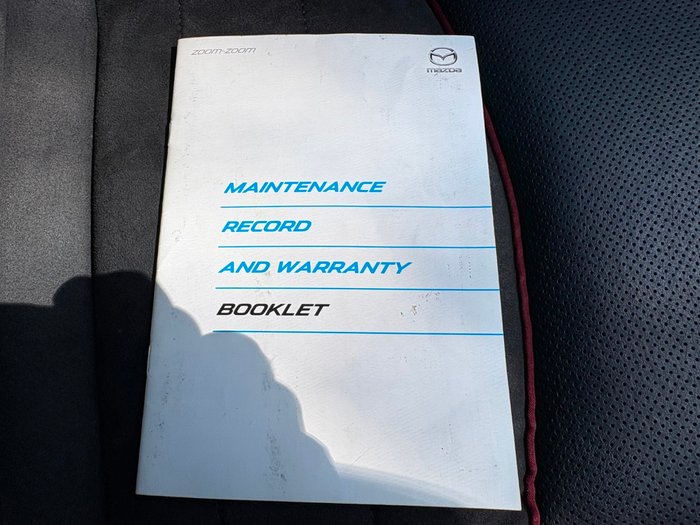 zoom-zoom
mazda
MAINTENANCE
RECORD
AND WARRANTY
BOOKLET